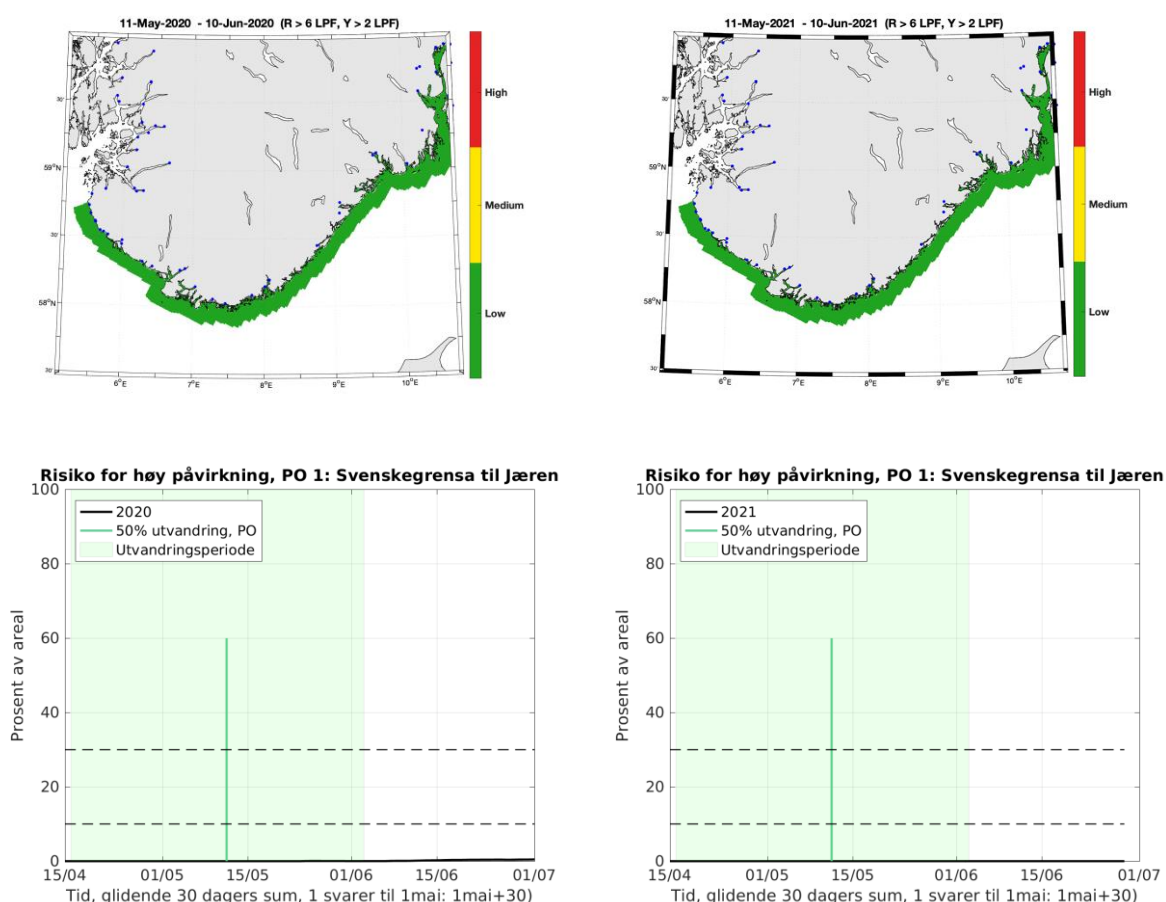 11-May-2020 - 10-Jun-2020 (R > 6 LPF, Y > 2 LPF)
30'
59°N
30'
58°N
30'
6°E
7°E
8°E
9°E
10°E
High
Medium
Low
11-May-2021 - 10-Jun-2021 (R > 6 LPF, Y > 2 LPF)
30'
59°N
30'
58°N
30'
6°E
7°E
8°E
9°E
10°E
High
Medium
Low
Risiko for høy påvirkning, PO 1: Svenskegrensa til Jæren
100
80
60
40
20
0
Prosent av areal
2020
50% utvandring, PO
Utvandringsperiode
15/04 01/05 15/05 01/06 15/06 01/07
Tid, glidende 30 dagers sum, 1 svarer til 1mai: 1mai+30)
Risiko for høy påvirkning, PO 1: Svenskegrensa til Jæren
100
80
60
40
20
0
Prosent av areal
2021
50% utvandring, PO
Utvandringsperiode
15/04 01/05 15/05 01/06 15/06 01/07
Tid, glidende 30 dagers sum, 1 svarer til 1mai: 1mai+30)